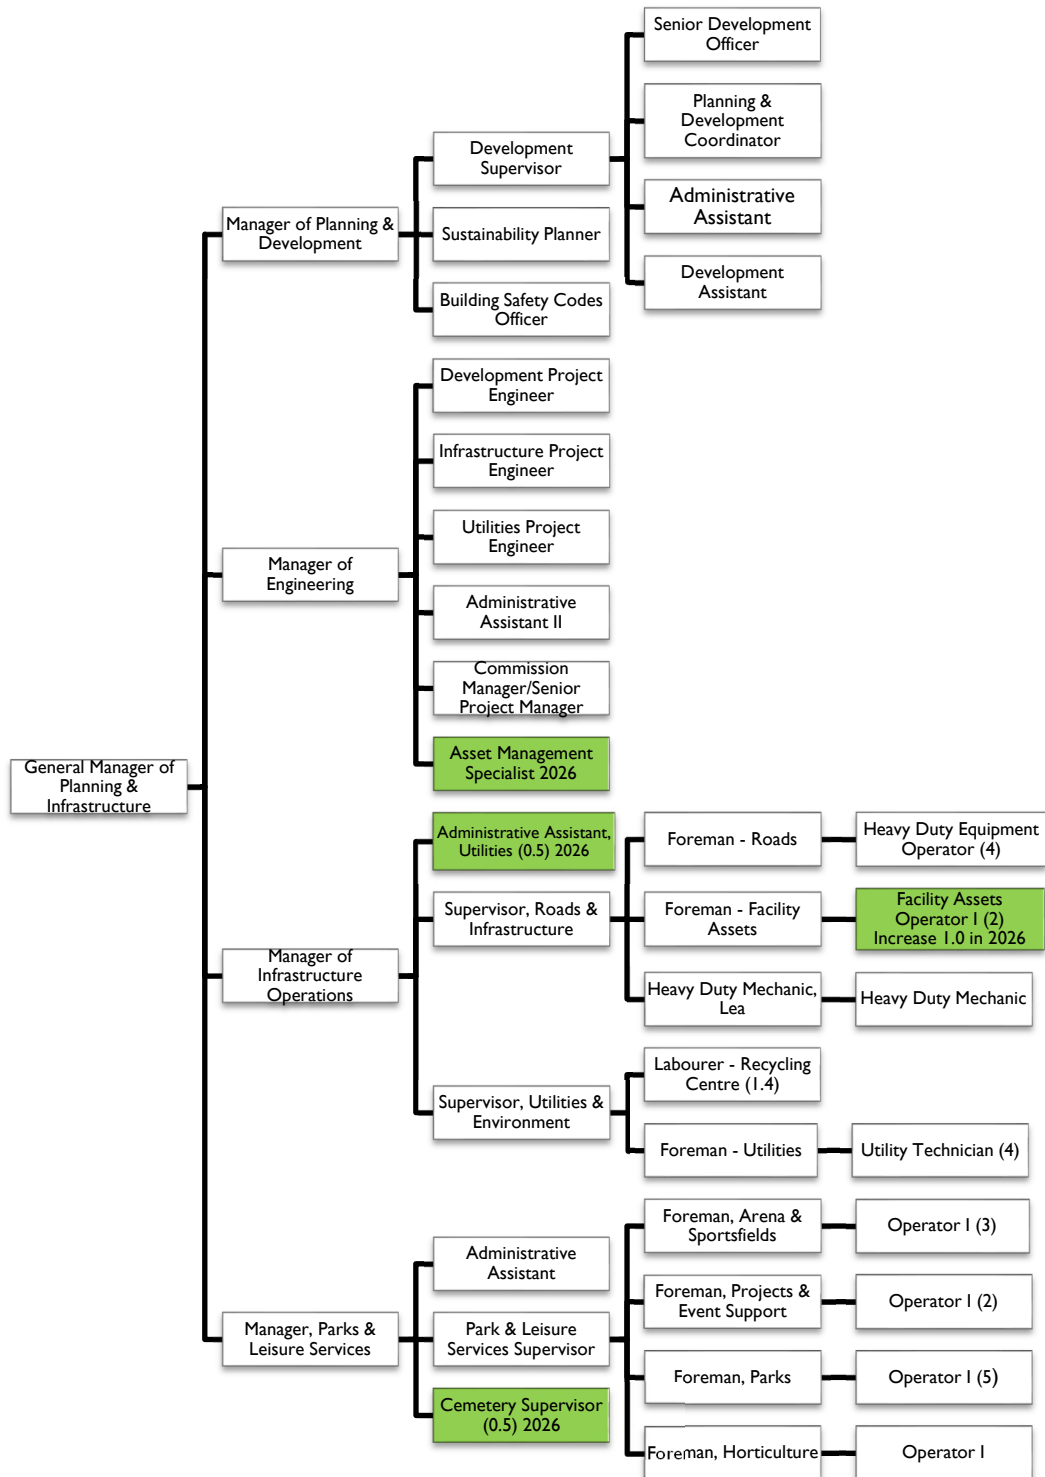 Senior Development
Officer
Planning &
Development
Coordinator
Development
Supervisor
Administrative
Assistant
Manager of Planning &
Development
Sustainability Planner
Development
Assistant
Building Safety Codes
Officer
Development Project
Engineer
Infrastructure Project
Engineer
Utilities Project
Engineer
Manager of
Engineering
Administrative
Assistant II
Commission
Manager/Senior
Project Manager
Asset Management
Specialist 2026
General Manager of
Planning &
Infrastructure
Administrative Assistant,
Utilities (0.5) 2026
Foreman - Roads
Heavy Duty Equipment
Operator (4)
Supervisor, Roads &
Infrastructure
Foreman - Facility
Assets
Facility Assets
Operator I (2)
Increase 1.0 in 2026
Manager of
Infrastructure
Operations
Heavy Duty Mechanic,
Lea
Heavy Duty Mechanic
Labourer - Recycling
Centre (1.4)
Supervisor, Utilities &
Environment
Foreman - Utilities
Utility Technician (4)
Foreman, Arena &
Sportsfields
Operator I (3)
Administrative
Assistant
Foreman, Projects &
Event Support
Operator I (2)
Manager, Parks &
Leisure Services
Park & Leisure
Services Supervisor
Foreman, Parks
Operator I (5)
Cemetery Supervisor
(0.5) 2026
Foreman, Horticulture
Operator I